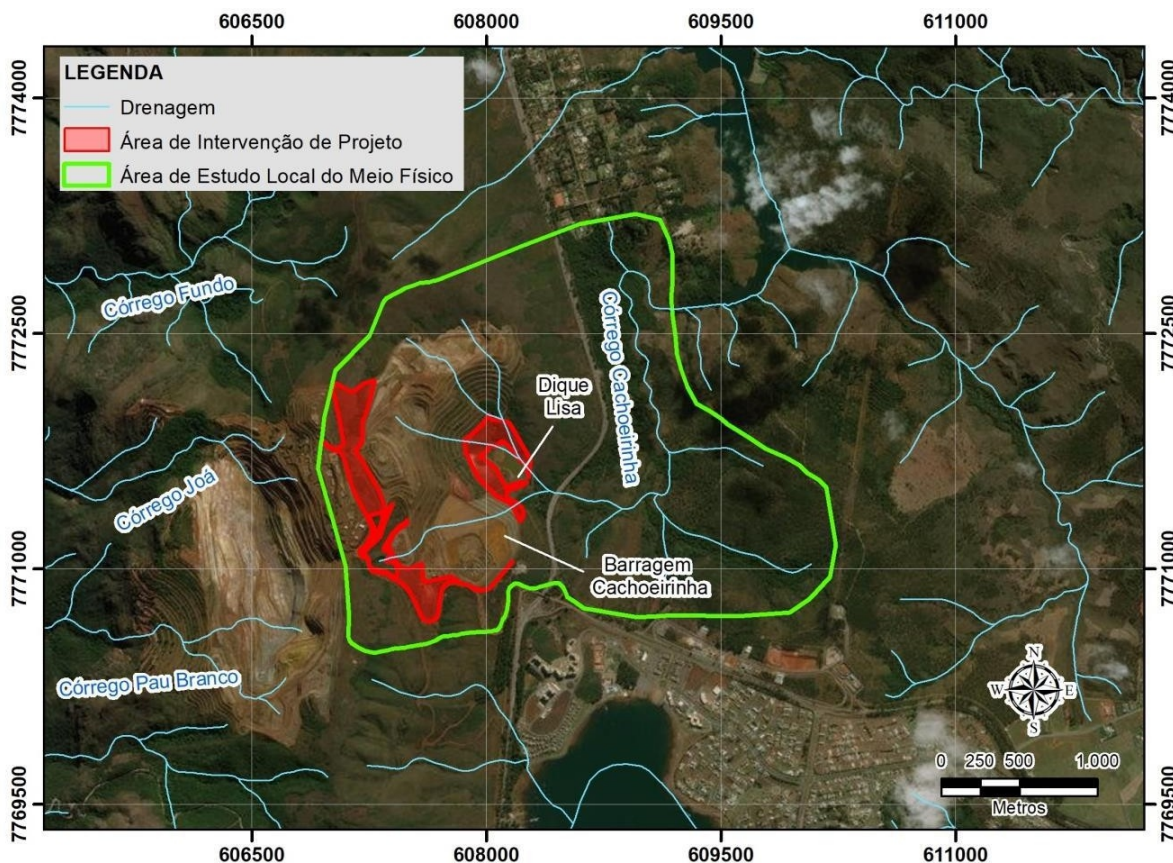 606500
608000
609500
611000
7774000
7774000
LEGENDA
Drenagem
Área de Intervenção de Projeto
Área de Estudo Local do Meio Físico
Córrego Fundo
7772500
7772500
Córrego Cachoeirinha
Dique
Lisa
Córrego Joá
7771000
7771000
Barragem
Cachoeirinha
Córrego Pau Branco
N
W
E
S
0
250
500
1.000
Metros
7769500
7769500
606500
608000
609500
611000